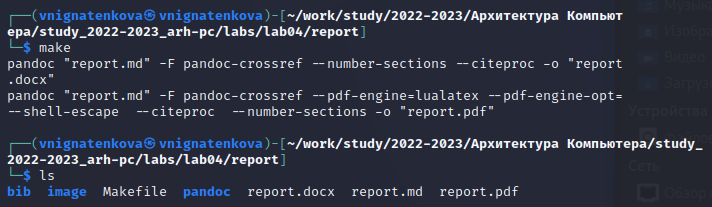 ┌──(vnignatenkova㉿ vnignatenkova)-[~/work/study/2022-2023/Архитектура Компьют
ера/study_2022-2023_arh-pc/labs/lab04/report]
└─$ make
pandoc "report.md" -F pandoc-crossref --number-sections --citeproc -o "report
.docx"
pandoc "report.md" -F pandoc-crossref --pdf-engine=lualatex --pdf-engine-opt=
--shell-escape  --citeproc  --number-sections -o "report.pdf"
┌──(vnignatenkova㉿ vnignatenkova)-[~/work/study/2022-2023/Архитектура Компьютера/study_
2022-2023_arh-pc/labs/lab04/report]
└─$ ls
bib  image  Makefile  pandoc  report.docx  report.md  report.pdf
Видео
Устройства
Сеть